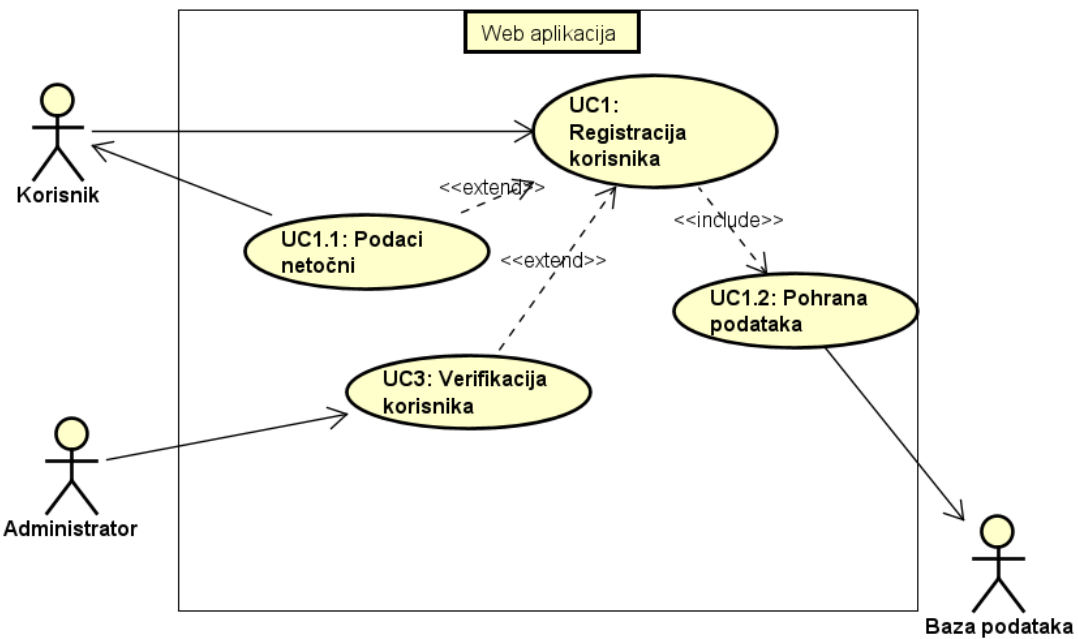 Web aplikacija
UC1:
Registracija
korisnika
Korisnik
<<extend>>
<<include>>
UC1.1: Podaci
netočni
<<extend>>
UC1.2: Pohrana
podataka
UC3: Verifikacija
korisnika
Administrator
Baza podataka